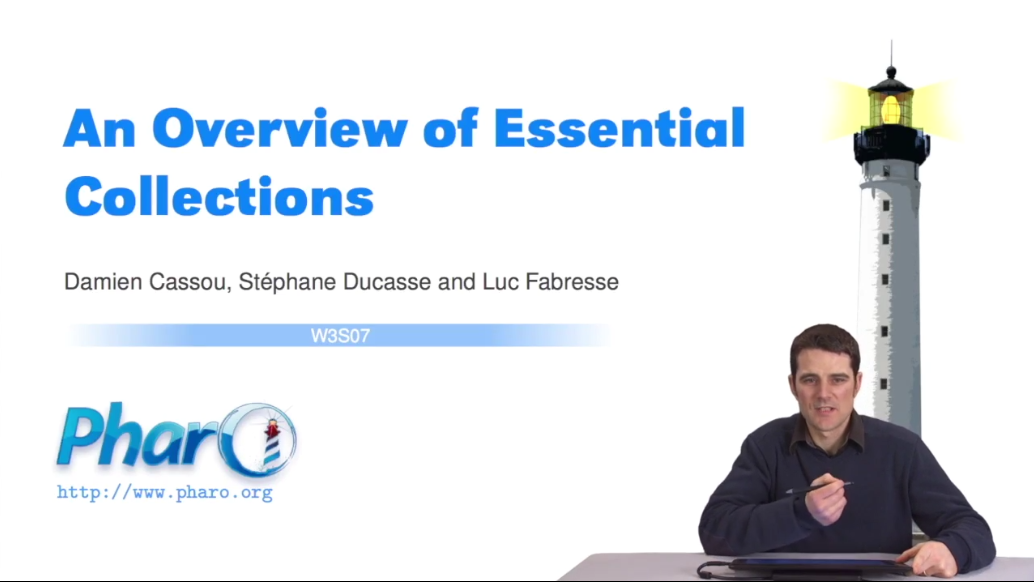 An Overview of Essential
Collections
Damien Cassou, Stéphane Ducasse and Luc Fabresse
W3S07
Pharo
http://www.pharo.org